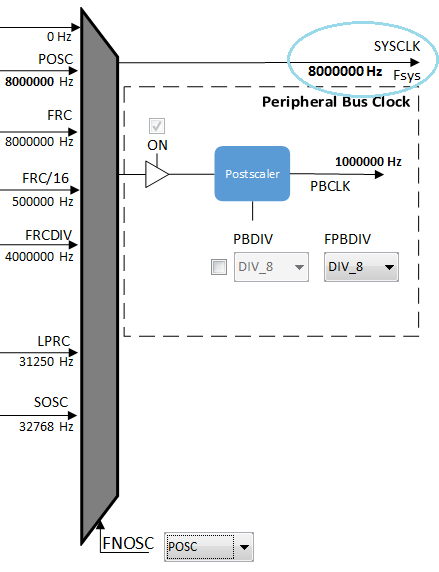 0 Hz
SYSCLK
POSC
8000000 Hz
8000000 Hz
Fsys
Peripheral Bus Clock
FRC
8000000 Hz
ON
1000000 Hz
Postscaler
PBCLK
FRC/16
500000 Hz
FRCDIV
4000000 Hz
PBDIV
FPBDIV
DIV_8
DIV_8
LPRC
31250 Hz
SOSC
32768 Hz
FNOSC
POSC